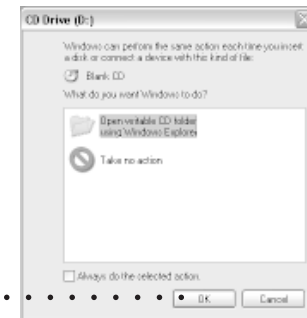 CD Drive (D:)
Windows can perform the same action each time you insert
a disk or connect a device with this kind of file:
Blank CD
What do you want Windows to do?
Open writable CD folder
using Windows Explorer
Take no action
Always do the selected action.
OK
Cancel